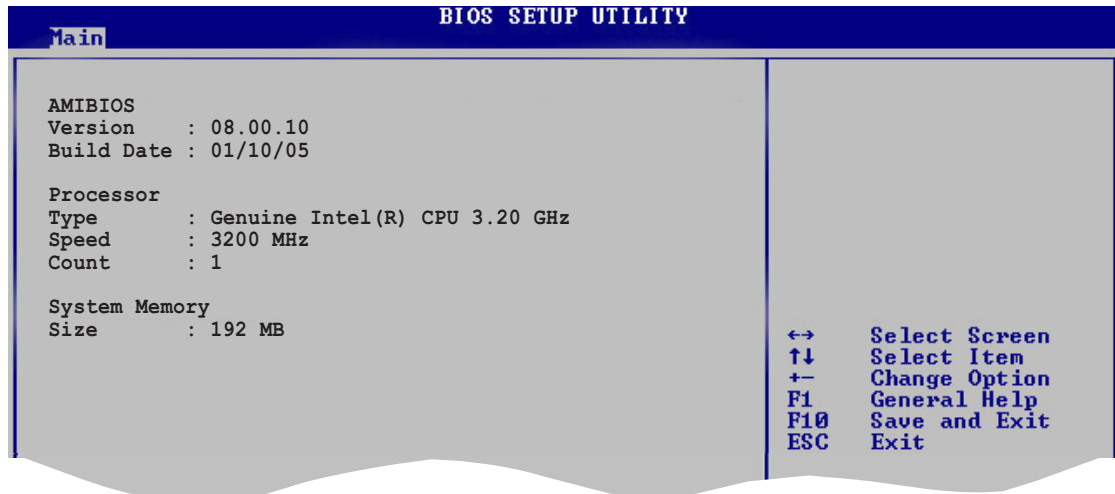 BIOS SETUP UTILITY
Main
AMIBIOS
Version : 08.00.10
Build Date : 01/10/05
Processor
Type : Genuine Intel(R) CPU 3.20 GHz
Speed : 3200 MHz
Count : 1
System Memory
Size : 192 MB
←→ Select Screen
↑↓ Select Item
+− Change Option
F1 General Help
F10 Save and Exit
ESC Exit